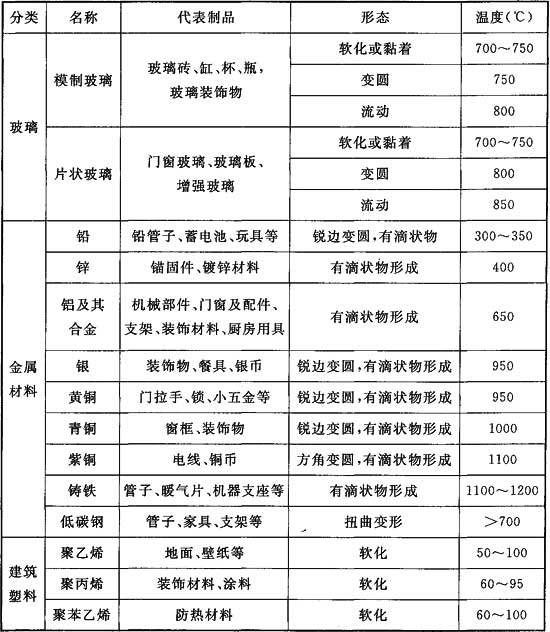 分类 名称 代表制品 形态 温度(℃)
玻璃 模制玻璃 玻璃砖、缸、杯、瓶，
玻璃装饰物 软化或黏着 700～750
变圆 750
流动 800
片状玻璃 门窗玻璃、玻璃板、
增强玻璃 软化或黏着 700～750
变圆 800
流动 850
金属
材料 铅 铅管子、蓄电池、玩具等 锐边变圆，有滴状物 300～350
锌 锚固件、镀锌材料 有滴状物形成 400
铝及其
合金 机械部件、门窗及配件、
支架、装饰材料、厨房用具 有滴状物形成 650
银 装饰物、餐具、银币 锐边变圆，有滴状物形成 950
黄铜 门拉手、锁、小五金等 锐边变圆，有滴状物形成 950
青铜 窗框、装饰物 锐边变圆，有滴状物形成 1000
紫铜 电线、铜币 方角变圆，有滴状物形成 1100
铸铁 管子、暖气片、机器支座等 有滴状物形成 1100～1200
低碳钢 管子、家具、支架等 扭曲变形 >700
建筑
塑料 聚乙烯 地面、壁纸等 软化 50～100
聚丙烯 装饰材料、涂料 软化 60～95
聚苯乙烯 防热材料 软化 60～100